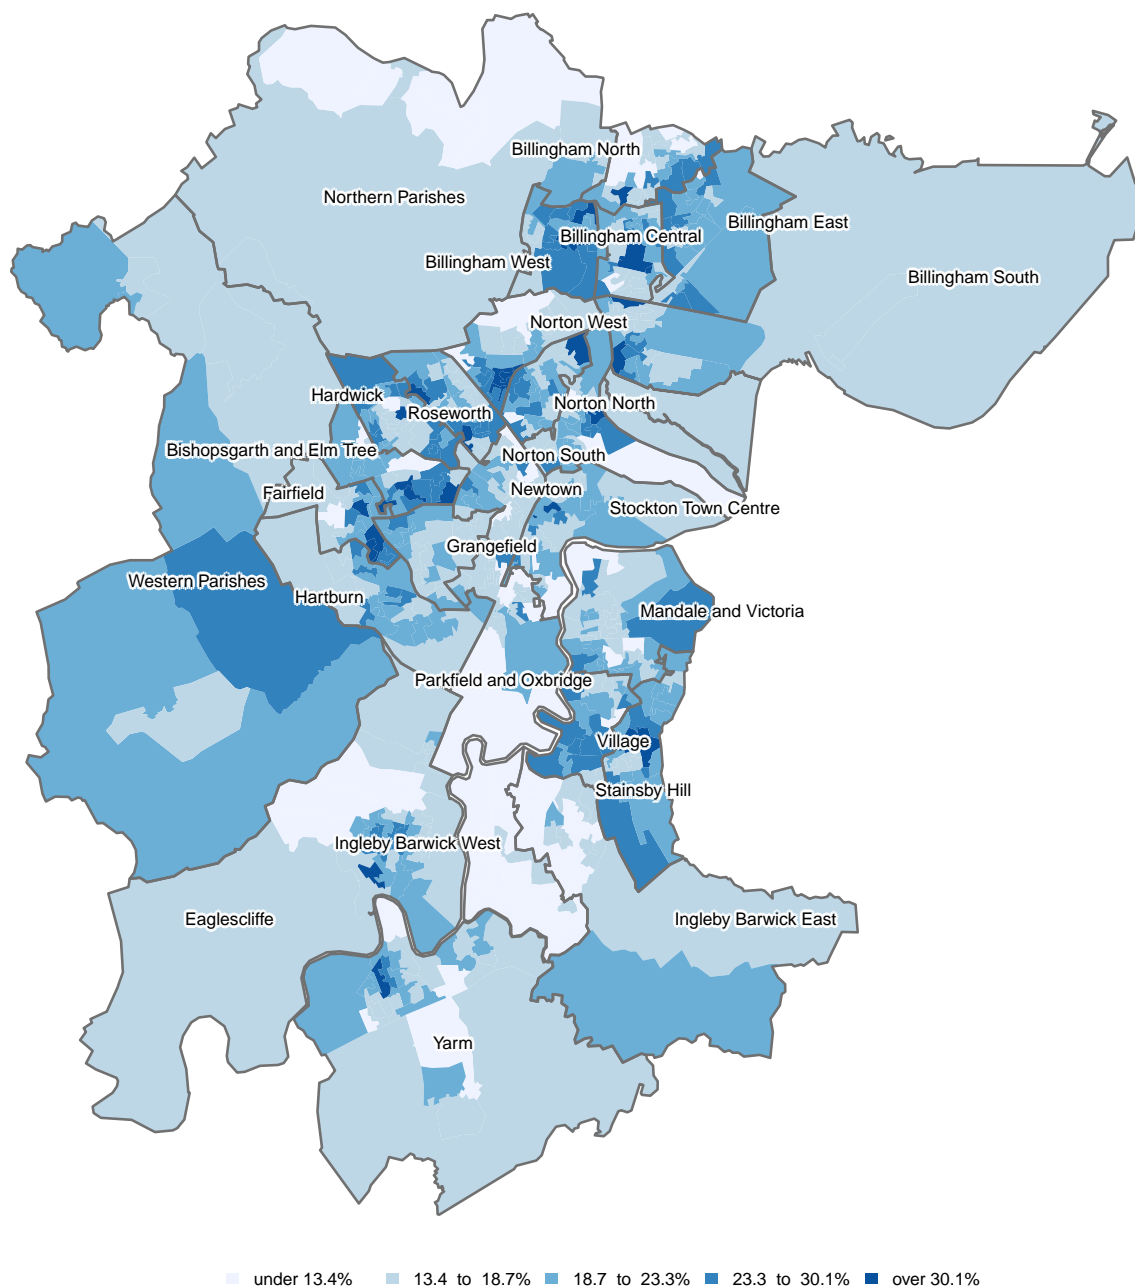 Billingham North
Northern Parishes
Billingham East
Billingham Central
Billingham West
Billingham South
Norton West
Hardwick
Norton North
Roseworth
Bishopsgarth and Elm Tree
Norton South
Fairfield
Newtown
Stockton Town Centre
Grangefield
Western Parishes
Hartburn
Mandale and Victoria
Parkfield and Oxbridge
Village
Stainsby Hill
Ingleby Barwick West
Eaglescliffe
Ingleby Barwick East
Yarm
under 13.4% 13.4 to 18.7% 18.7 to 23.3% 23.3 to 30.1% over 30.1%